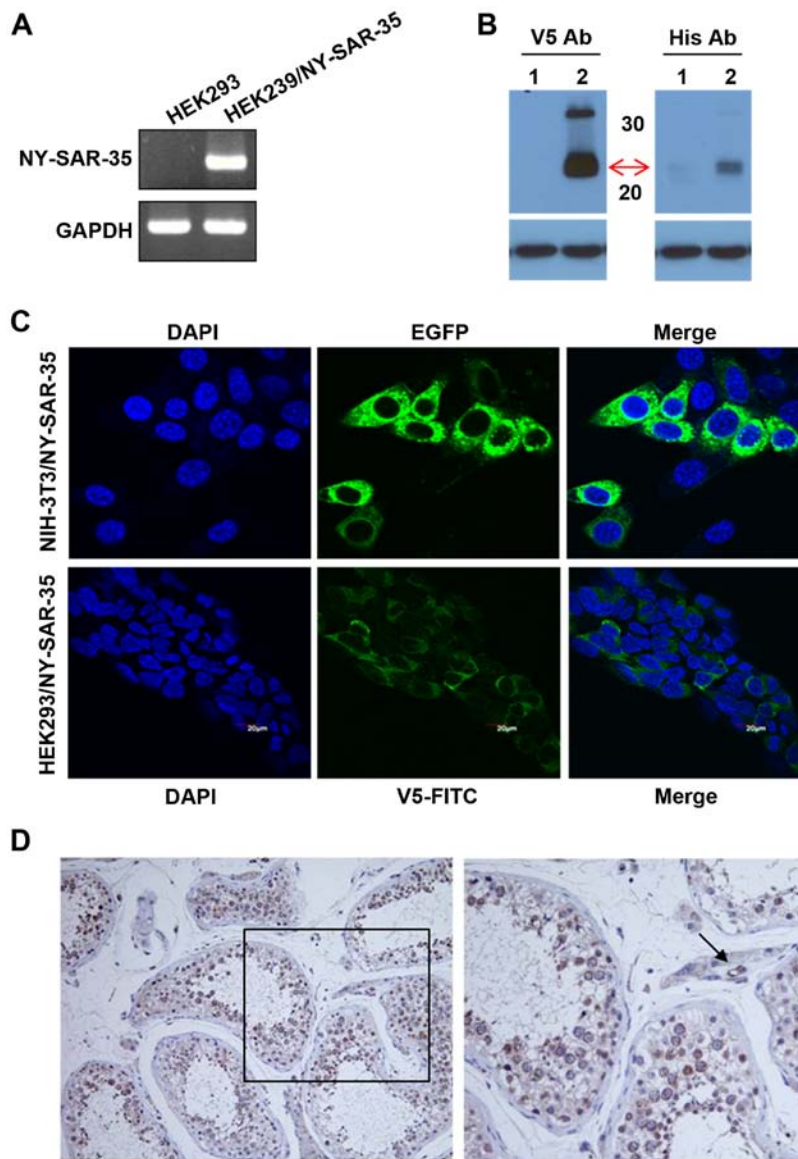 A
HEK293
HEK239/NY-SAR-35
NY-SAR-35
GAPDH
B
V5 Ab
His Ab
1
2
1
2
30
20
C
DAPI
EGFP
Merge
NIH-3T3/NY-SAR-35
HEK293/NY-SAR-35
20µm
20µm
20µm
DAPI
V5-FITC
Merge
D